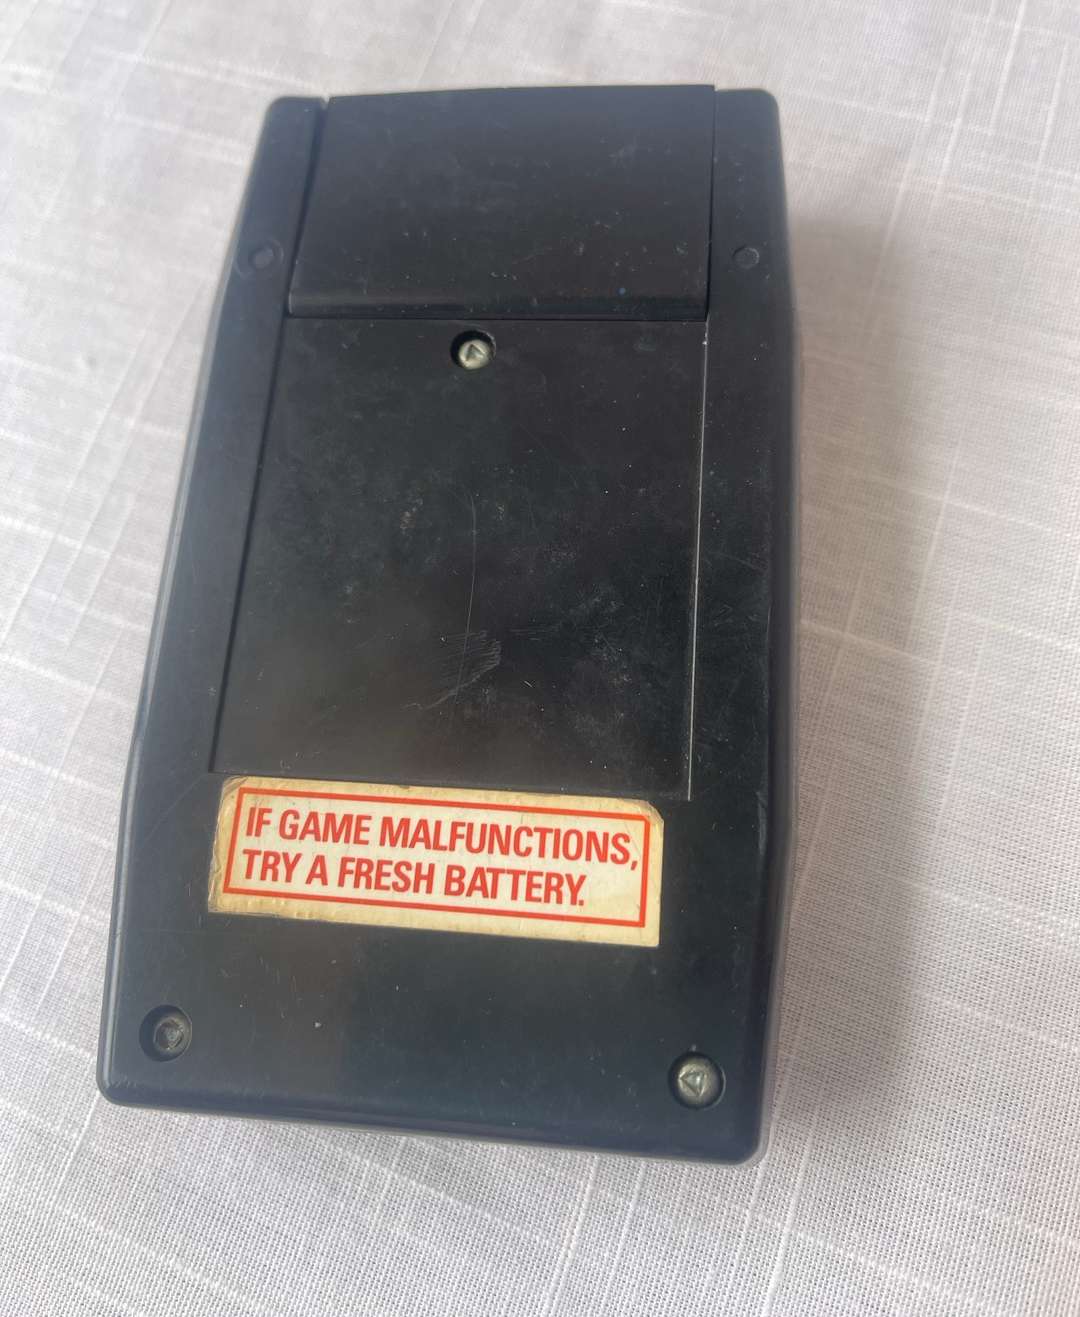 IF GAME MALFUNCTIONS,
TRY A FRESH BATTERY.